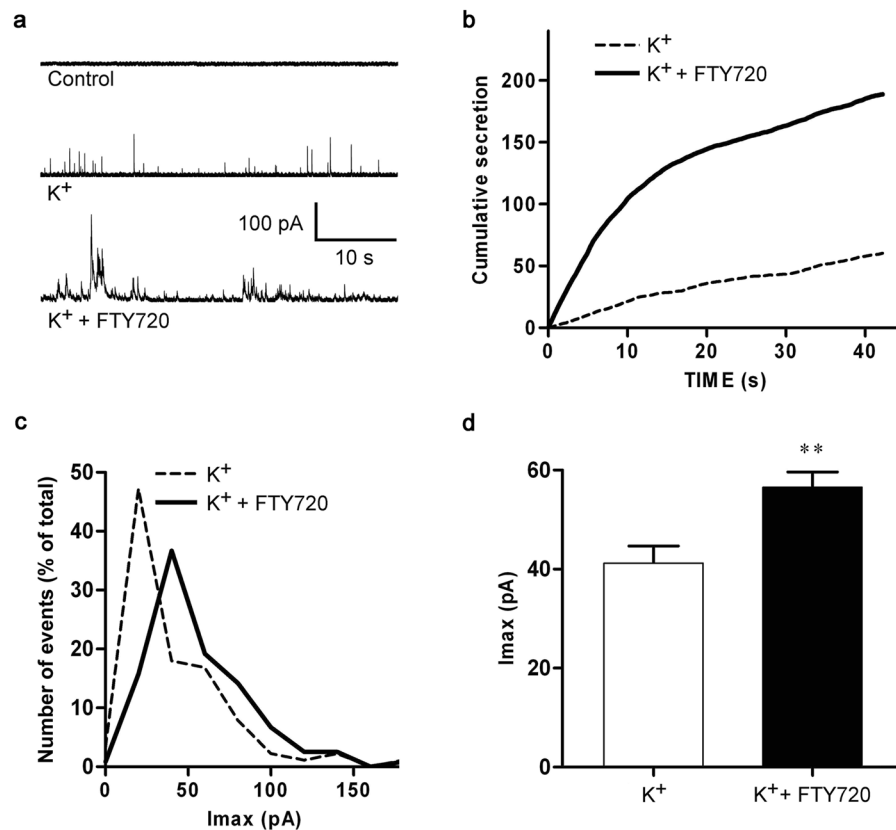 a
Control
K+
100 pA
10 s
K+ + FTY720
b
K+
K+ + FTY720
Cumulative secretion
200
150
100
50
0
0 10 20 30 40
TIME (s)
c
K+
K+ + FTY720
Number of events (% of total)
50
40
30
20
10
0
0 50 100 150
Imax (pA)
d
**
Imax (pA)
60
40
20
0
K+ K++ FTY720